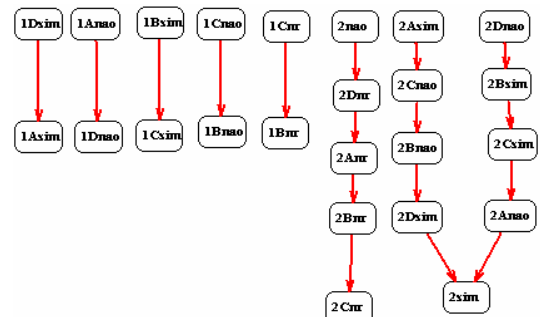 1Dsim 1Anao 1Bsim 1Cnao 1Cnr 2nao 2Asim 2Dnao
2Dnr 2Cnao 2Bsim
1Asim 1Dnao 1Csim 1Bnao 1Bnr 2Anr 2Bnao 2Csim
2Bnr 2Dsim 2Anao
2Cnr 2sim